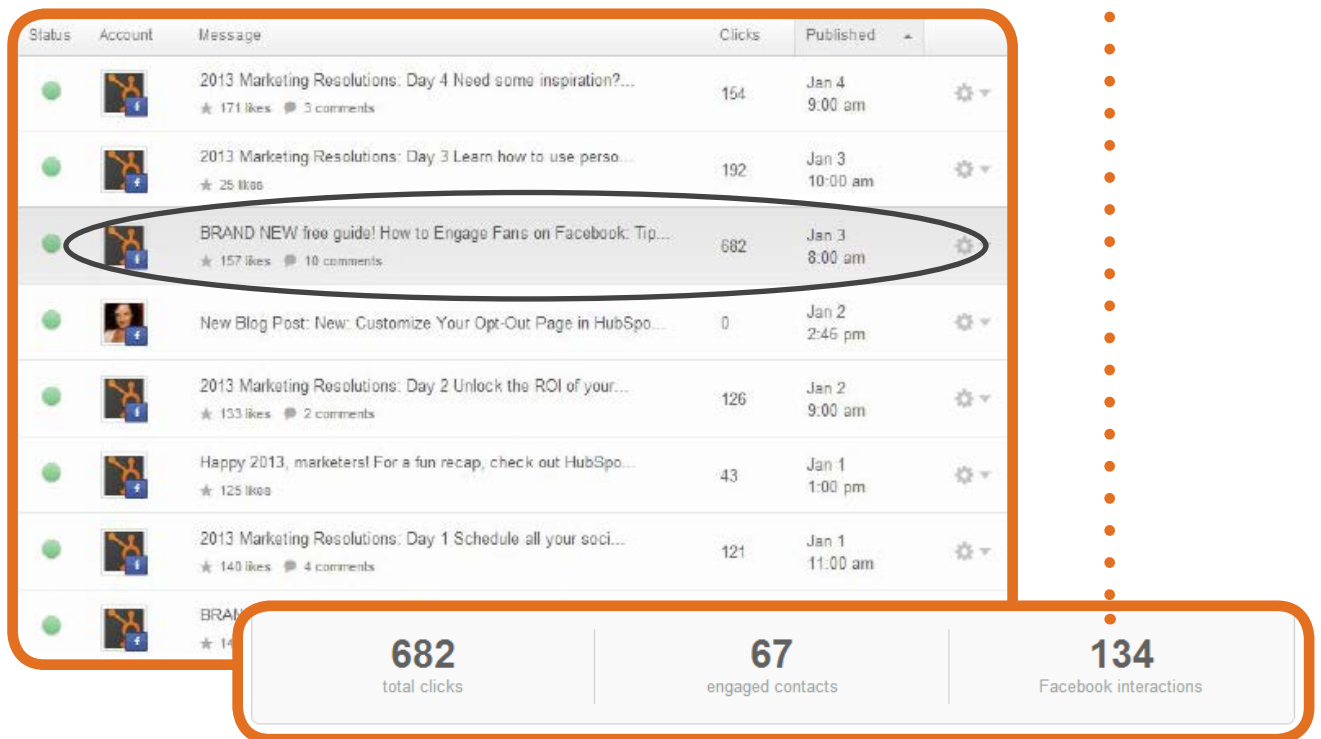 Status Account Message Clicks Published
2013 Marketing Resolutions: Day 4 Need some inspiration?...
171 likes 3 comments
154
Jan 4
9:00 am
2013 Marketing Resolutions: Day 3 Learn how to use perso...
25 likes
192
Jan 3
10:00 am
BRAND NEW free guide! How to Engage Fans on Facebook: Tip...
157 likes 10 comments
682
Jan 3
8:00 am
New Blog Post: New: Customize Your Opt-Out Page in HubSpo...
0
Jan 2
2:46 pm
2013 Marketing Resolutions: Day 2 Unlock the ROI of your...
133 likes 2 comments
126
Jan 2
9:00 am
Happy 2013, marketers! For a fun recap, check out HubSpo...
125 likes
43
Jan 1
1:00 pm
2013 Marketing Resolutions: Day 1 Schedule all your soci...
140 likes 4 comments
121
Jan 1
11:00 am
682
total clicks
67
engaged contacts
134
Facebook interactions